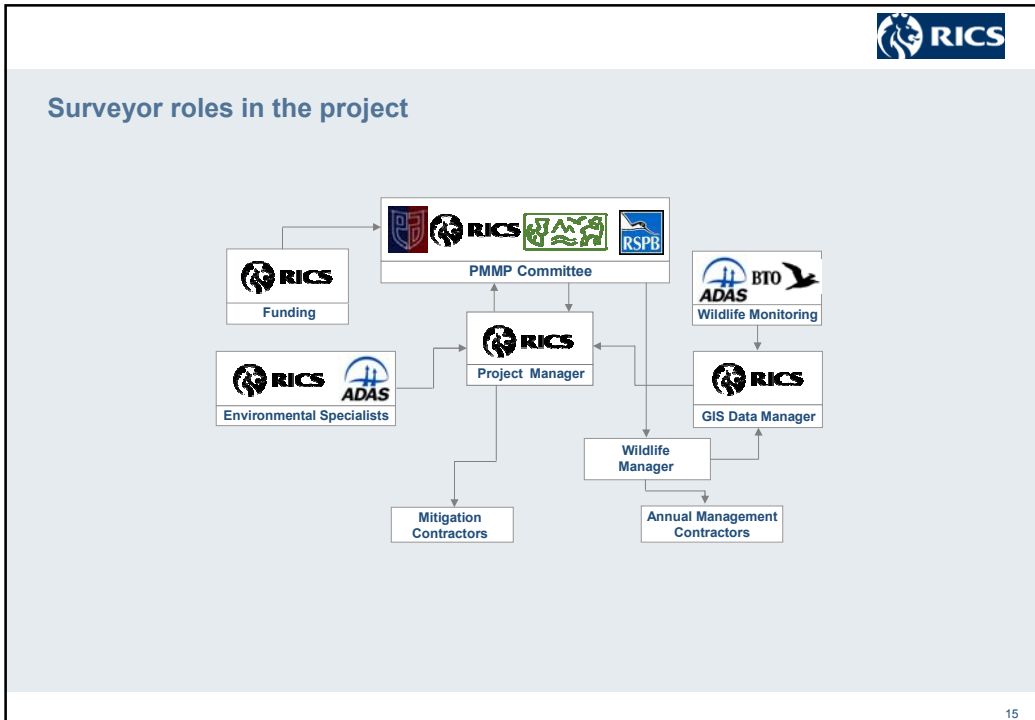 RICS
Surveyor roles in the project
RICS
RSPB
PMMP Committee
RICS
Funding
ADAS
BTO
Wildlife Monitoring
RICS
Project Manager
RICS
ADAS
Environmental Specialists
RICS
GIS Data Manager
Wildlife
Manager
Mitigation
Contractors
Annual Management
Contractors
15